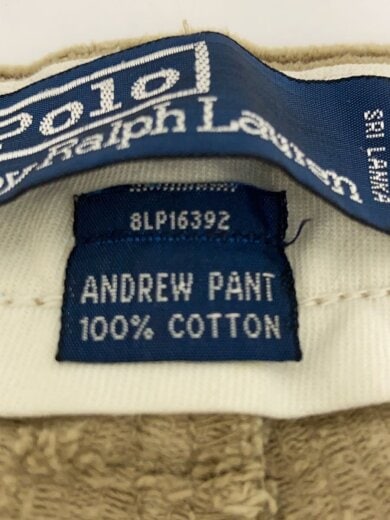 Polo
by Ralph Lauren
SRI LANKA
8LP16392
ANDREW PANT
100% COTTON